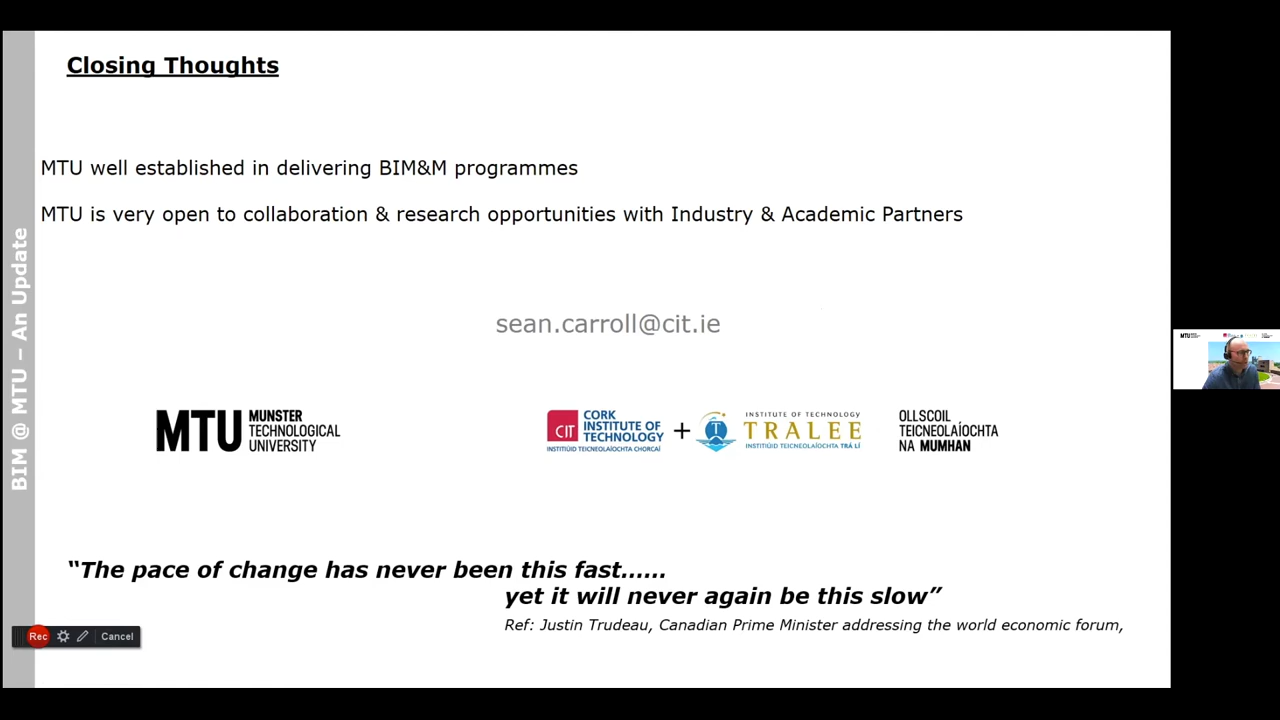 Closing Thoughts
MTU well established in delivering BIM&M programmes
MTU is very open to collaboration & research opportunities with Industry & Academic Partners
BIM @ MTU – An Update
sean.carroll@cit.ie
MTU MUNSTER
TECHNOLOGICAL
UNIVERSITY
CIT CORK
INSTITUTE OF
TECHNOLOGY
INSTITIÚID TEICNEOLAÍOCHTA CHORCAÍ
+
INSTITUTE OF TECHNOLOGY
T TRALEE
INSTITIÚID TEICNEOLAÍOCHTA TRÁ LÍ
OLLSCOIL
TEICNEOLAÍOCHTA
NA MUMHAN
“The pace of change has never been this fast……
yet it will never again be this slow”
Ref: Justin Trudeau, Canadian Prime Minister addressing the world economic forum,
Rec Cancel
MTU